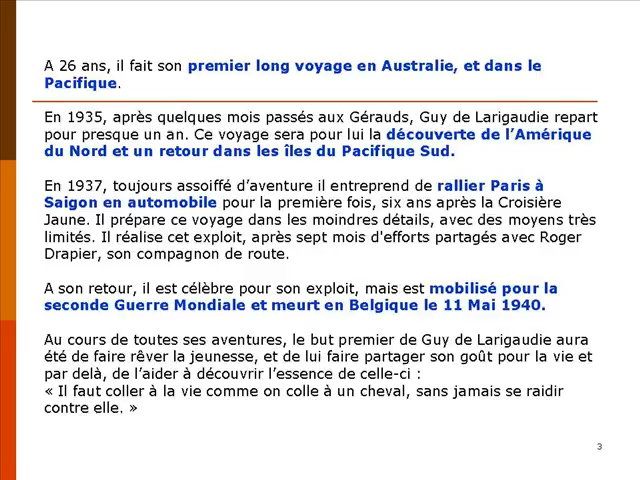 A 26 ans, il fait son premier long voyage en Australie, et dans le
Pacifique.
En 1935, après quelques mois passés aux Gérauds, Guy de Larigaudie repart
pour presque un an. Ce voyage sera pour lui la découverte de l’Amérique
du Nord et un retour dans les îles du Pacifique Sud.
En 1937, toujours assoiffé d’aventure il entreprend de rallier Paris à
Saigon en automobile pour la première fois, six ans après la Croisière
Jaune. Il prépare ce voyage dans les moindres détails, avec des moyens très
limités. Il réalise cet exploit, après sept mois d'efforts partagés avec Roger
Drapier, son compagnon de route.
A son retour, il est célèbre pour son exploit, mais est mobilisé pour la
seconde Guerre Mondiale et meurt en Belgique le 11 Mai 1940.
Au cours de toutes ses aventures, le but premier de Guy de Larigaudie aura
été de faire rêver la jeunesse, et de lui faire partager son goût pour la vie et
par delà, de l’aider à découvrir l’essence de celle-ci :
« Il faut coller à la vie comme on colle à un cheval, sans jamais se raidir
contre elle. »
3